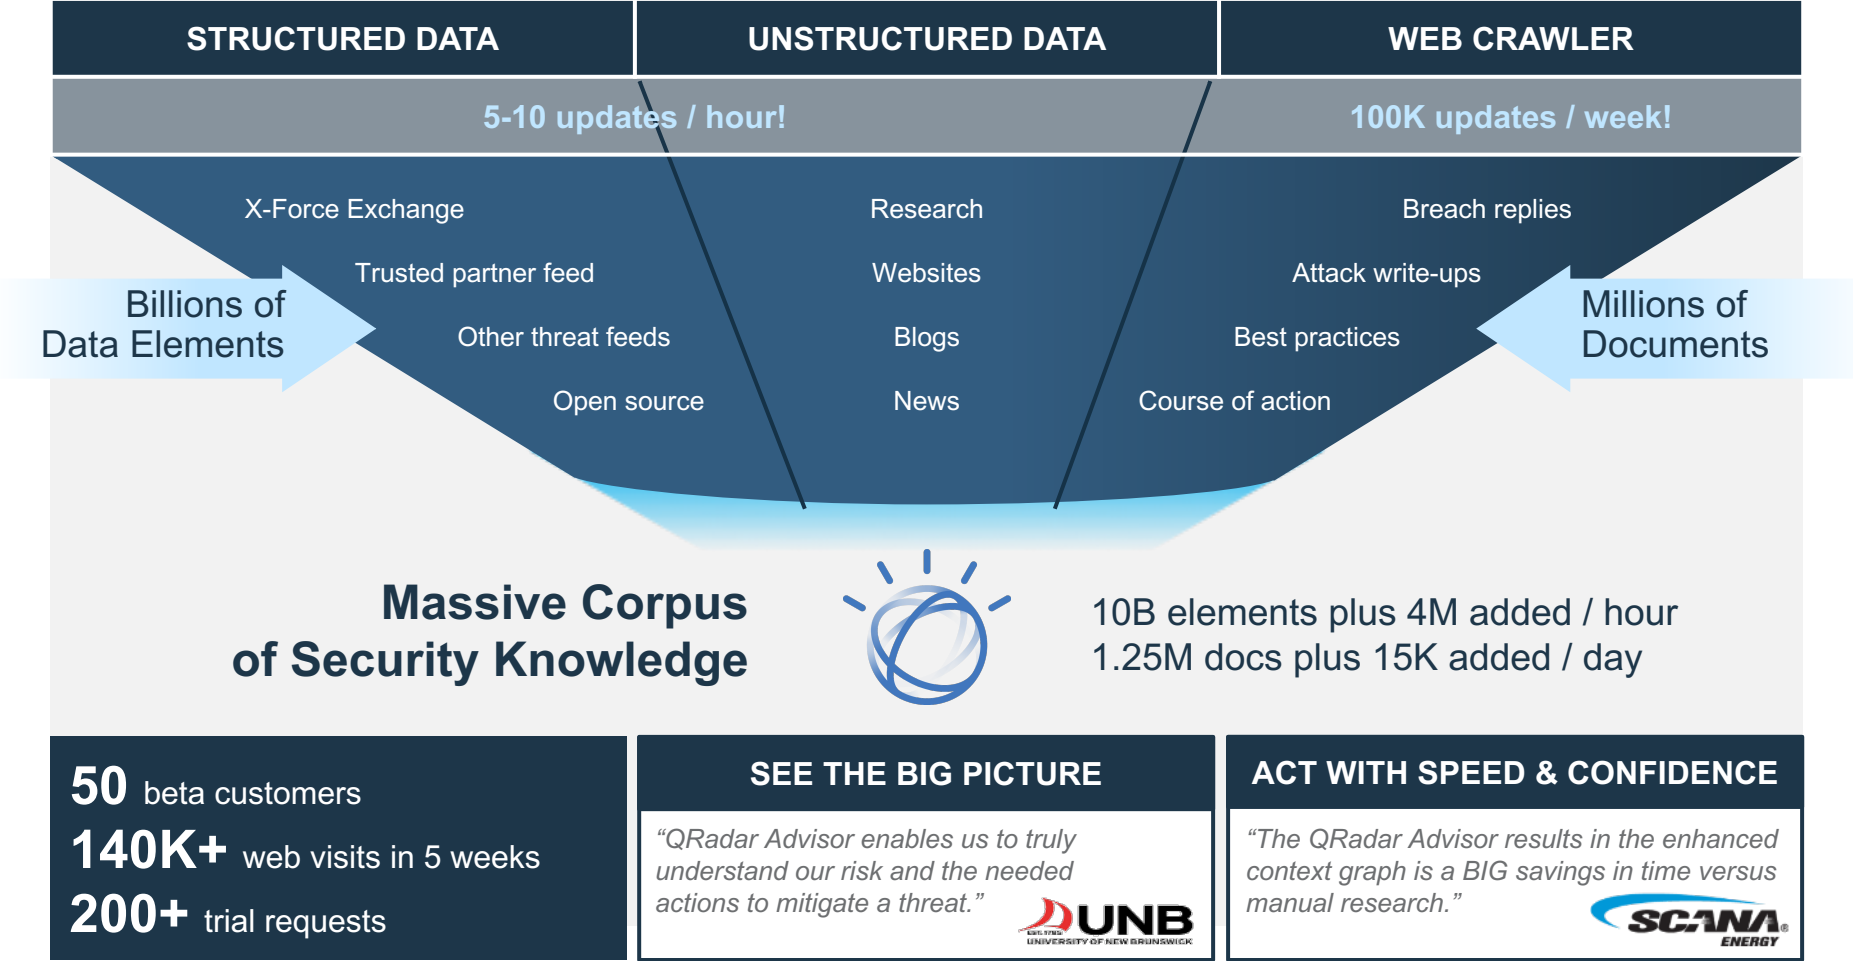 STRUCTURED DATA
UNSTRUCTURED DATA
WEB CRAWLER
5-10 updates / hour!
100K updates / week!
X-Force Exchange
Trusted partner feed
Other threat feeds
Open source
Research
Websites
Blogs
News
Breach replies
Attack write-ups
Best practices
Course of action
Billions of
Data Elements
Millions of
Documents
Massive Corpus
of Security Knowledge
10B elements plus 4M added / hour
1.25M docs plus 15K added / day
50 beta customers
140K+ web visits in 5 weeks
200+ trial requests
SEE THE BIG PICTURE
“QRadar Advisor enables us to truly
understand our risk and the needed
actions to mitigate a threat.”
UNB
EST. 1785
UNIVERSITY OF NEW BRUNSWICK
ACT WITH SPEED & CONFIDENCE
“The QRadar Advisor results in the enhanced
context graph is a BIG savings in time versus
manual research.”
SCANA®
ENERGY